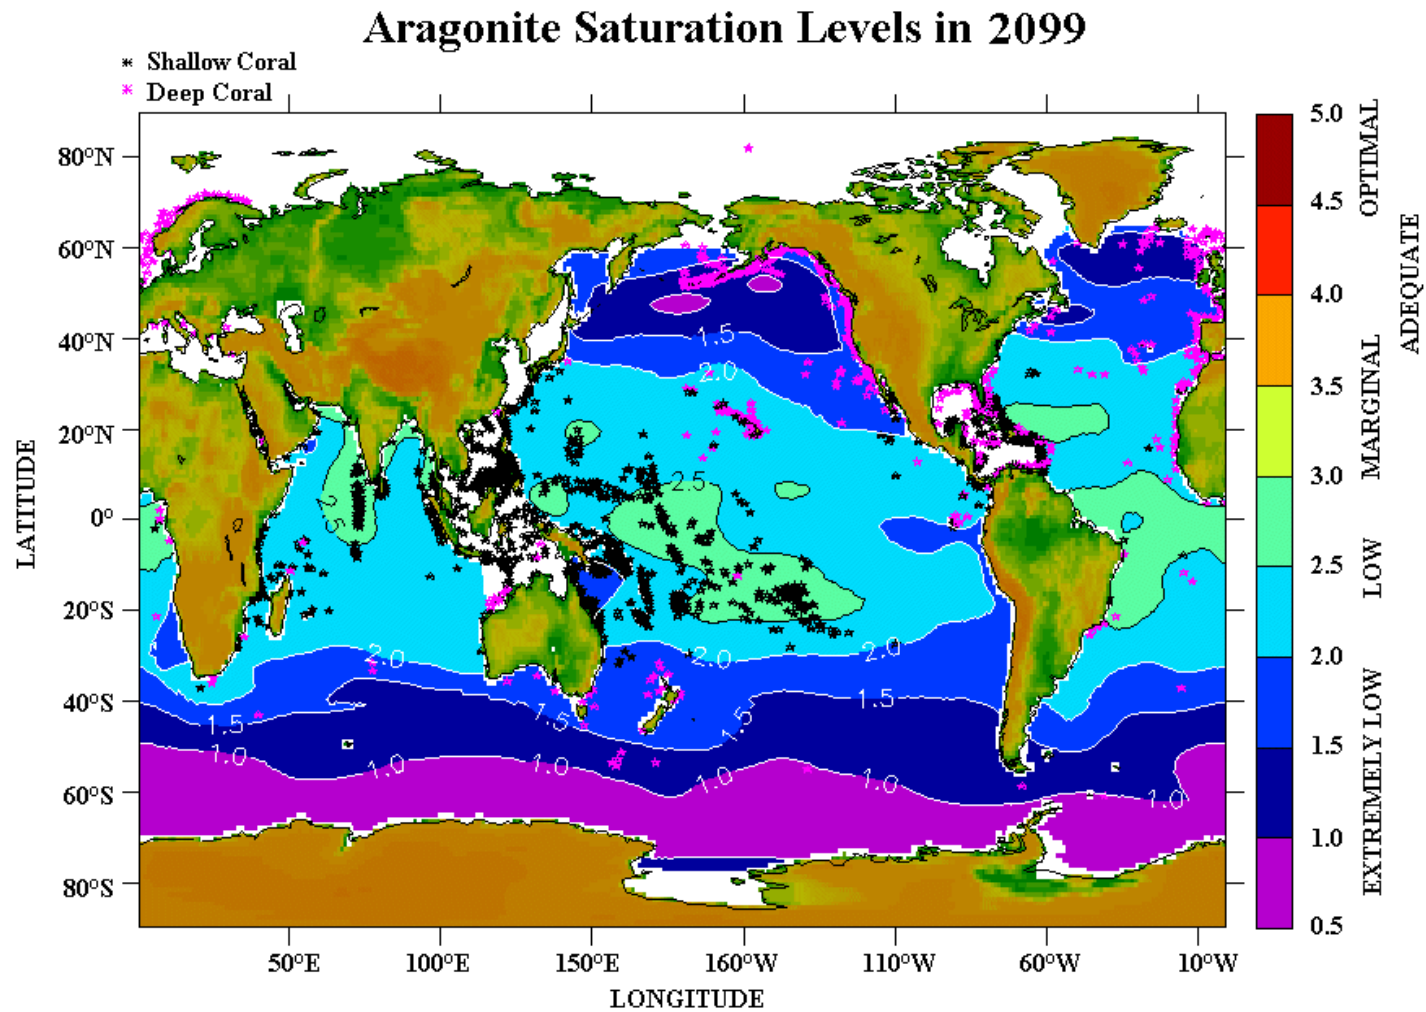 Aragonite Saturation Levels in 2099
* Shallow Coral
* Deep Coral
80°N
60°N
40°N
20°N
0°
20°S
40°S
60°S
80°S
LATITUDE
50°E 100°E 150°E 160°W 110°W 60°W 10°W
LONGITUDE
1.5
2.0
2.5
2.5
2.0
2.0
2.0
1.5
1.5
1.5
1.5
1.0
1.0
1.0
1.0
1.0
1.0
5.0
4.5
4.0
3.5
3.0
2.5
2.0
1.5
1.0
0.5
OPTIMAL
ADEQUATE
MARGINAL
LOW
EXTREMELY LOW